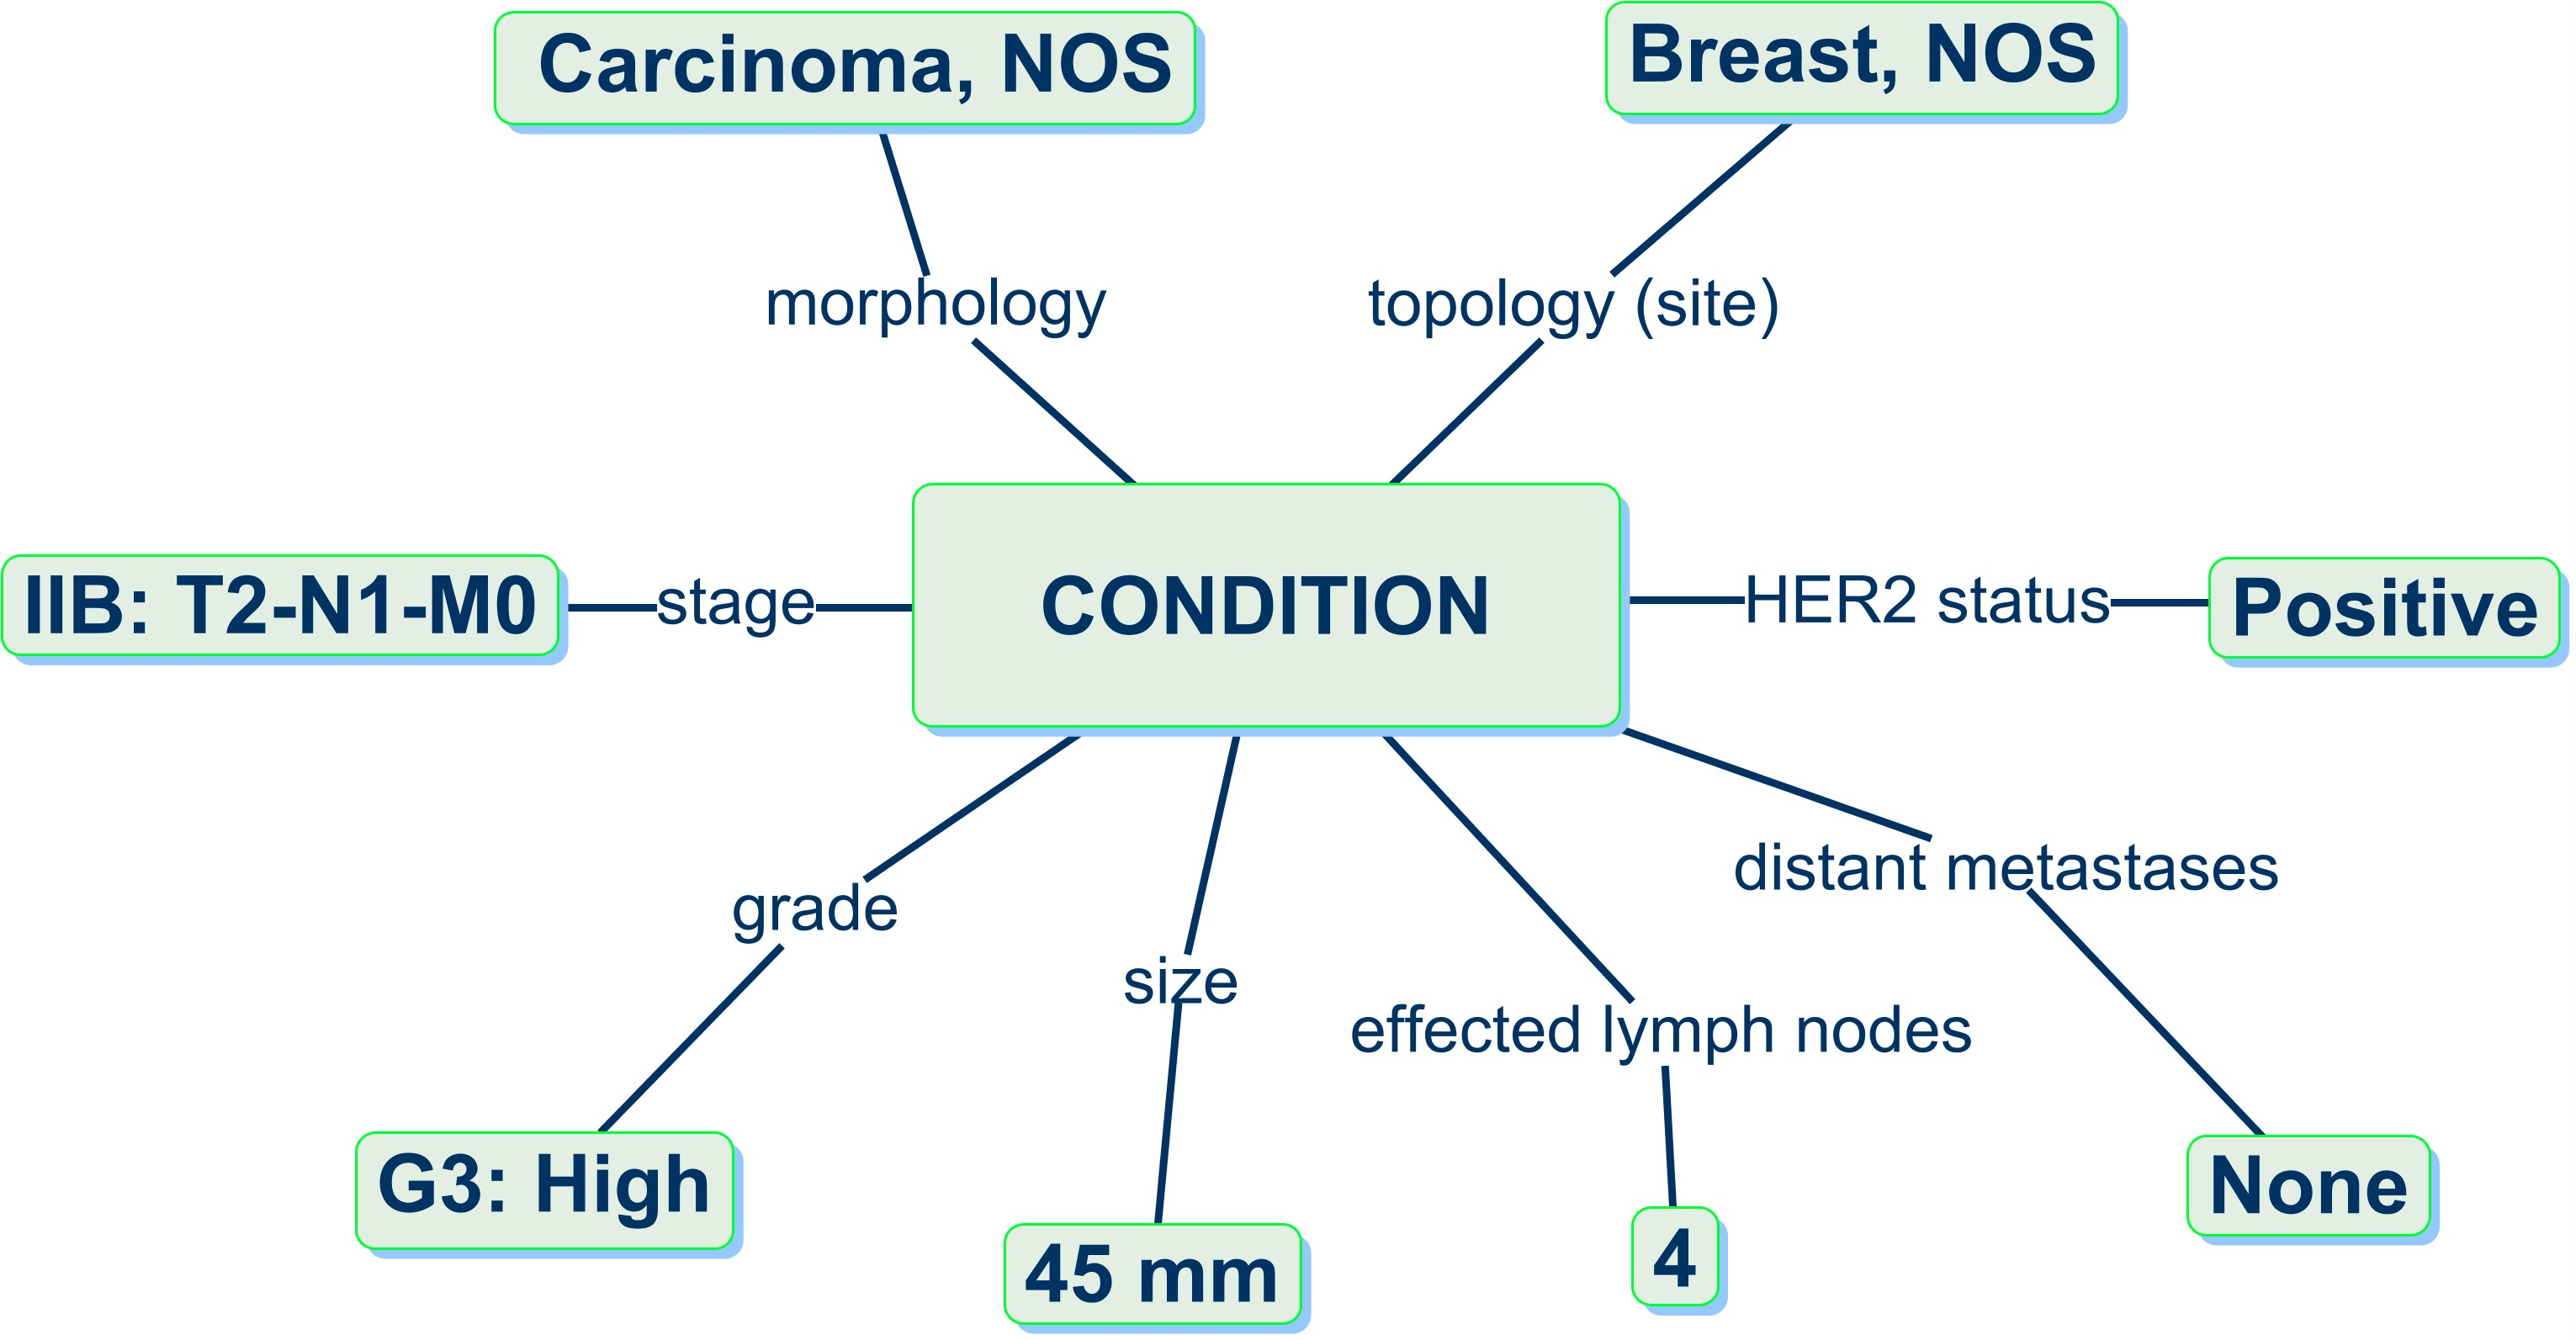 Carcinoma, NOS
Breast, NOS
morphology
topology (site)
IIB: T2-N1-M0
stage
CONDITION
HER2 status
Positive
grade
size
effected lymph nodes
distant metastases
G3: High
45 mm
4
None